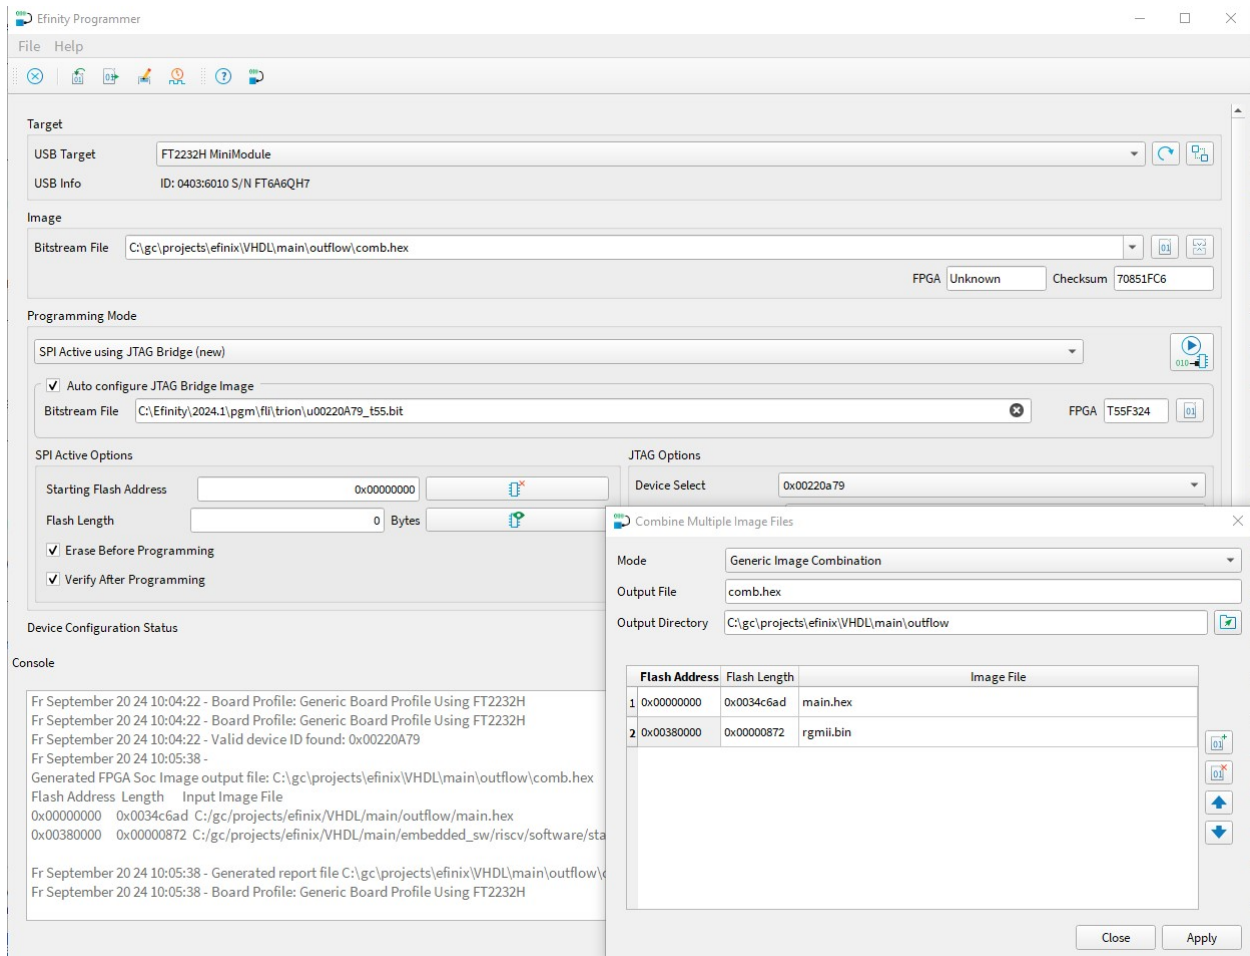 Efinity Programmer
File Help
Target
USB Target FT2232H MiniModule
USB Info ID: 0403:6010 S/N FT6A6QH7
Image
Bitstream File C:\gc\projects\efinix\VHDL\main\outflow\comb.hex
FPGA Unknown Checksum 70851FC6
Programming Mode
SPI Active using JTAG Bridge (new)
Auto configure JTAG Bridge Image
Bitstream File C:\Efinity\2024.1\pgm\fli\trion\u00220A79_t55.bit FPGA T55F324
SPI Active Options
Starting Flash Address 0x00000000
Flash Length 0 Bytes
Erase Before Programming
Verify After Programming
JTAG Options
Device Select 0x00220a79
Device Configuration Status
Console
Fr September 20 24 10:04:22 - Board Profile: Generic Board Profile Using FT2232H
Fr September 20 24 10:04:22 - Board Profile: Generic Board Profile Using FT2232H
Fr September 20 24 10:04:22 - Valid device ID found: 0x00220A79
Fr September 20 24 10:05:38 -
Generated FPGA Soc Image output file: C:\gc\projects\efinix\VHDL\main\outflow\comb.hex
Flash Address Length Input Image File
0x00000000 0x0034c6ad C:/gc/projects/efinix/VHDL/main/outflow/main.hex
0x00380000 0x00000872 C:/gc/projects/efinix/VHDL/main/embedded_sw/riscv/software/sta
Fr September 20 24 10:05:38 - Generated report file C:\gc\projects\efinix\VHDL\main\outflow\
Fr September 20 24 10:05:38 - Board Profile: Generic Board Profile Using FT2232H
Combine Multiple Image Files
Mode Generic Image Combination
Output File comb.hex
Output Directory C:\gc\projects\efinix\VHDL\main\outflow
Flash Address Flash Length Image File
1 0x00000000 0x0034c6ad main.hex
2 0x00380000 0x00000872 rgmii.bin
Close Apply